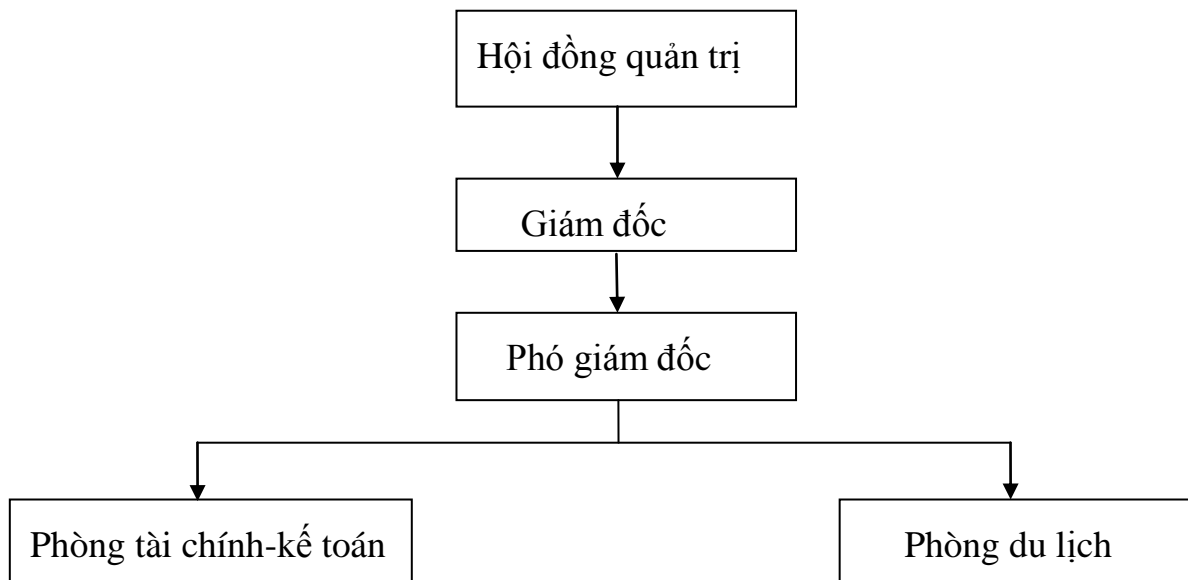 Hội đồng quản trị
Giám đốc
Phó giám đốc
Phòng tài chính-kế toán
Phòng du lịch